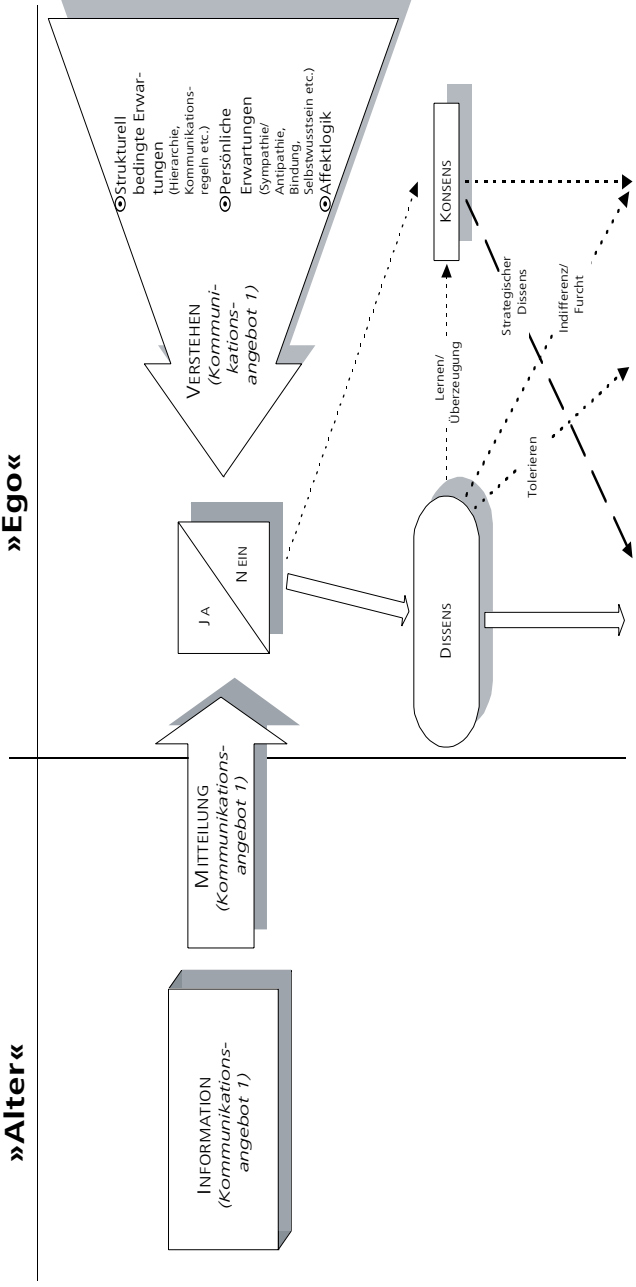 »Alter«
»Ego«
INFORMATION
(Kommunikations-
angebot 1)
MITTEILUNG
(Kommunikations-
angebot 1)
JA
NEIN
VERSTEHEN
(Kommuni-
kations-
angebot 1)
Strukturell
bedingte Erwar-
tungen
(Hierarchie,
Kommunikations-
regeln etc.)
Persönliche
Erwartungen
(Sympathie/
Antipathie,
Bindung,
Selbstwusstsein etc.)
Affektlogik
DISSENS
Lernen/
Überzeugung
KONSENS
Tolerieren
Strategischer
Dissens
Indifferenz/
Furcht